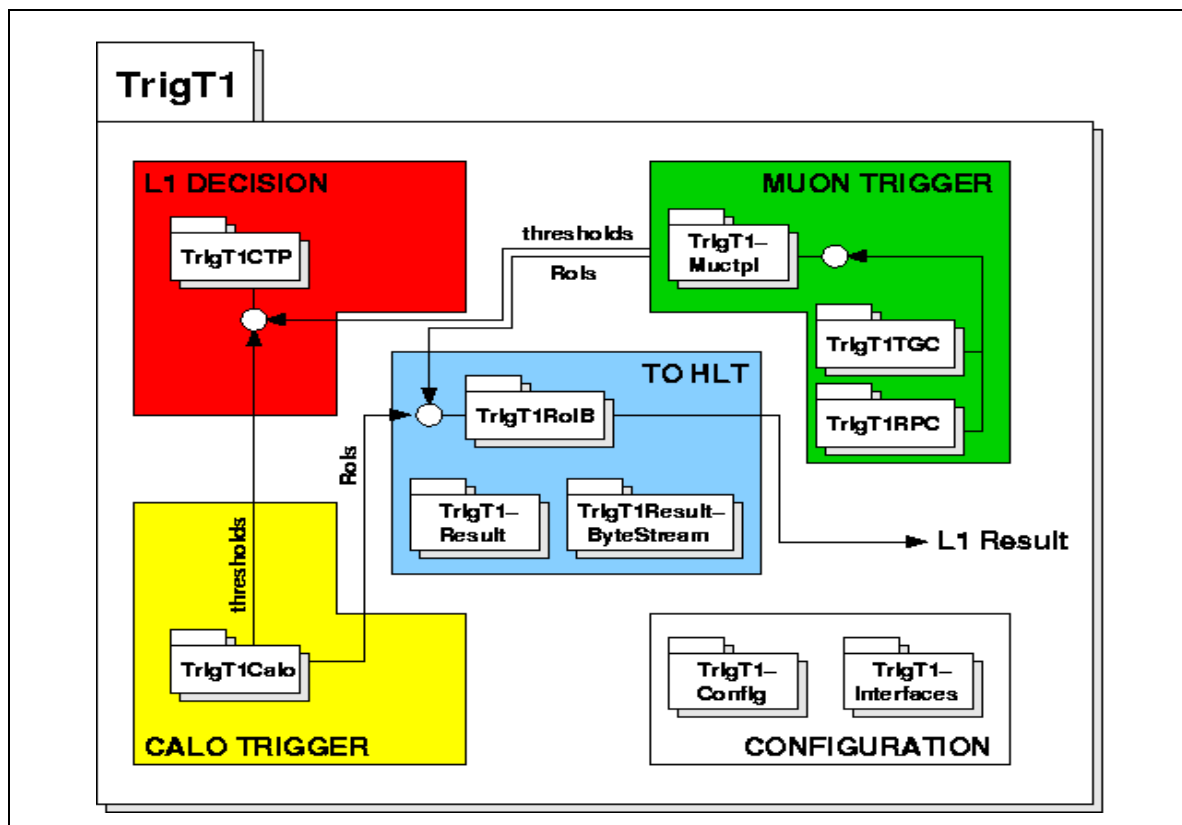 TrigT1
L1 DECISION
TrigT1CTP
MUON TRIGGER
TrigT1–
Muctpi
TrigT1TGC
TrigT1RPC
thresholds
RoIs
TO HLT
TrigT1RoIB
TrigT1–
Result
TrigT1Result–
ByteStream
RoIs
thresholds
L1 Result
TrigT1Calo
CALO TRIGGER
TrigT1–
Config
TrigT1–
Interfaces
CONFIGURATION